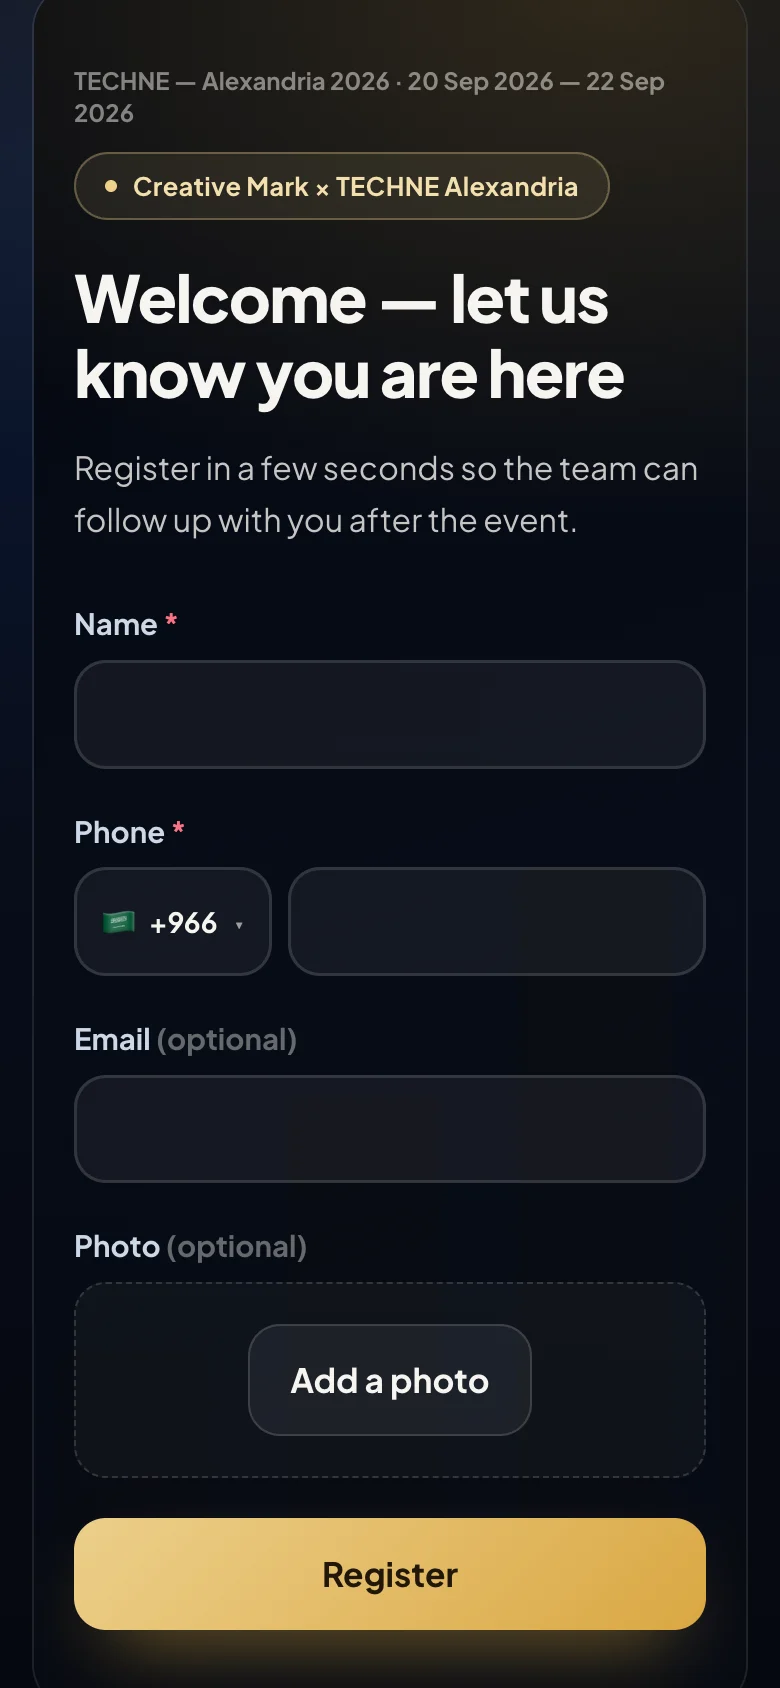 TECHNE — Alexandria 2026 · 20 Sep 2026 — 22 Sep
2026
Creative Mark × TECHNE Alexandria
Welcome — let us
know you are here
Register in a few seconds so the team can
follow up with you after the event.
Name *
Phone *
+966
Email (optional)
Photo (optional)
Add a photo
Register